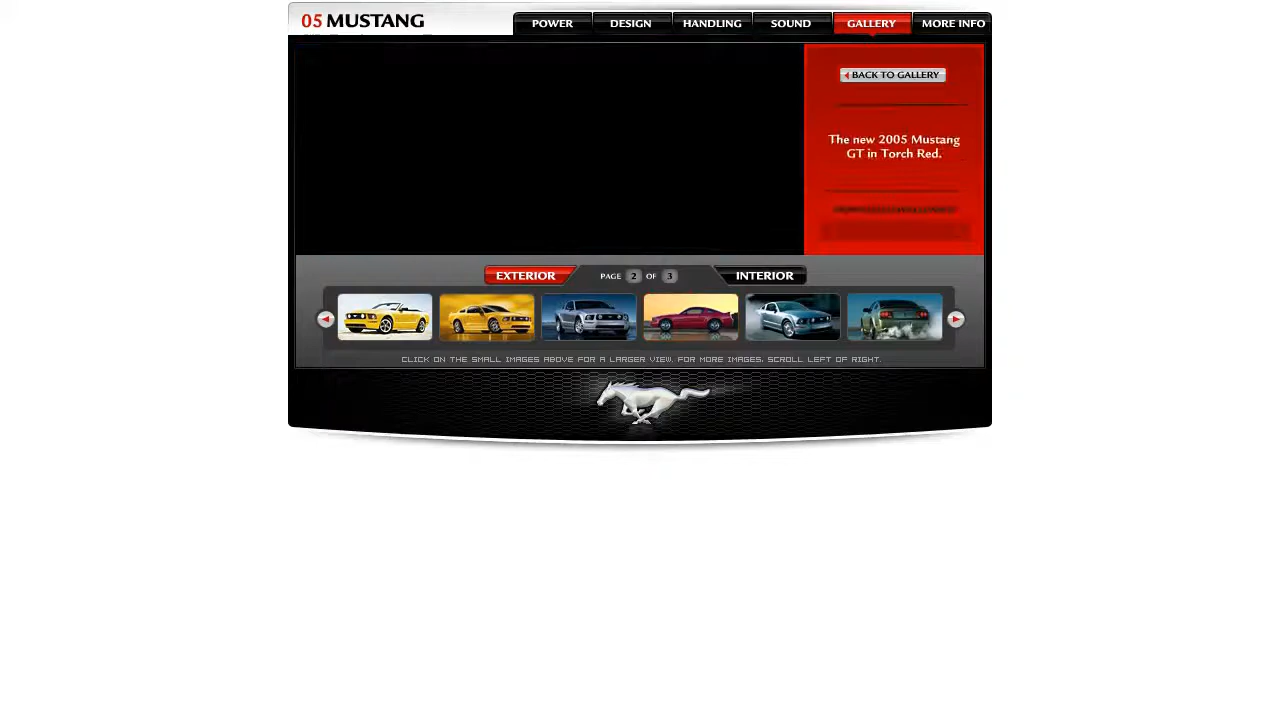 05 MUSTANG
POWER
DESIGN
HANDLING
SOUND
GALLERY
MORE INFO
BACK TO GALLERY
The new 2005 Mustang
GT in Torch Red.
EXTERIOR
PAGE 2 OF 3
INTERIOR
CLICK ON THE SMALL IMAGES ABOVE FOR A LARGER VIEW. FOR MORE IMAGES, SCROLL LEFT OF RIGHT.